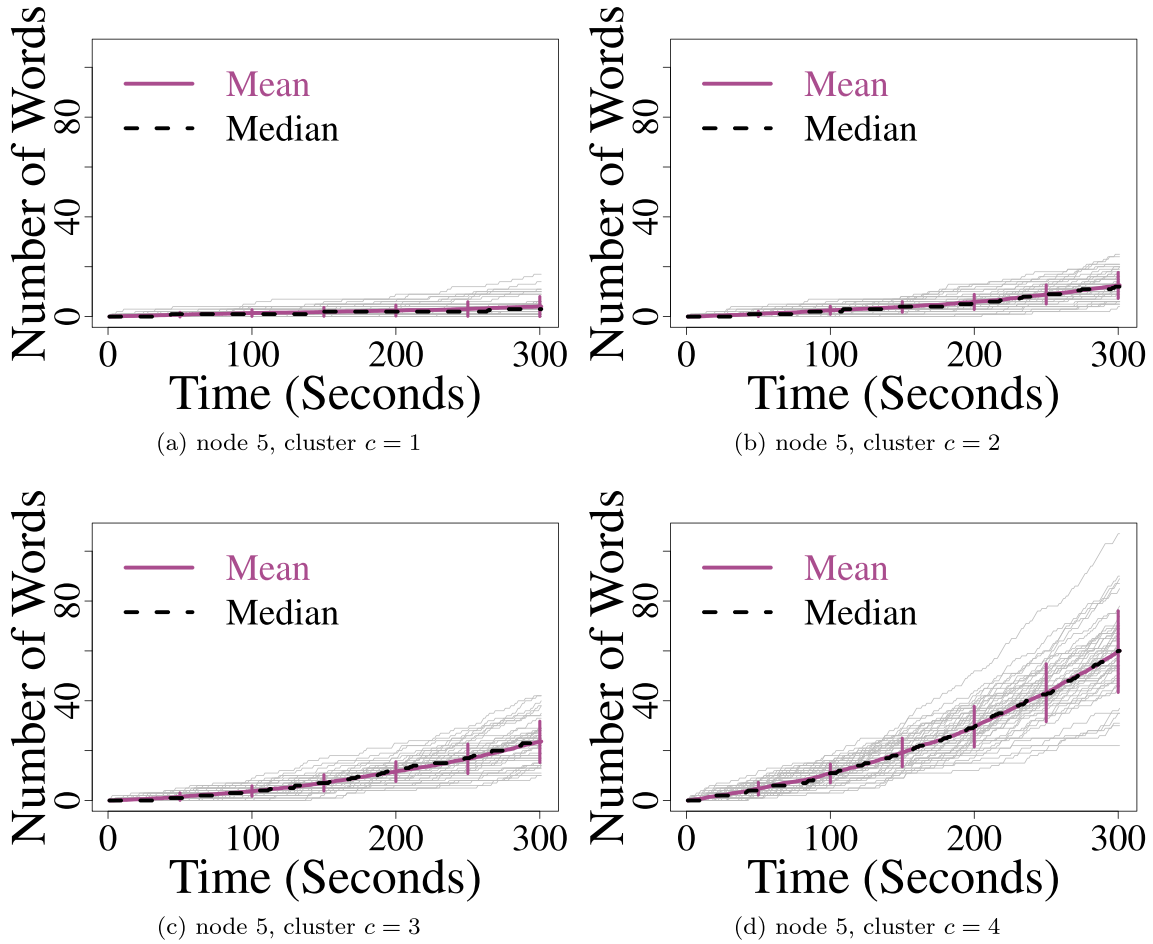 Number of Words
80
40
0
Mean
Median
0 100 200 300
Time (Seconds)
(a) node 5, cluster c = 1
Number of Words
80
40
0
Mean
Median
0 100 200 300
Time (Seconds)
(b) node 5, cluster c = 2
Number of Words
80
40
0
Mean
Median
0 100 200 300
Time (Seconds)
(c) node 5, cluster c = 3
Number of Words
80
40
0
Mean
Median
0 100 200 300
Time (Seconds)
(d) node 5, cluster c = 4